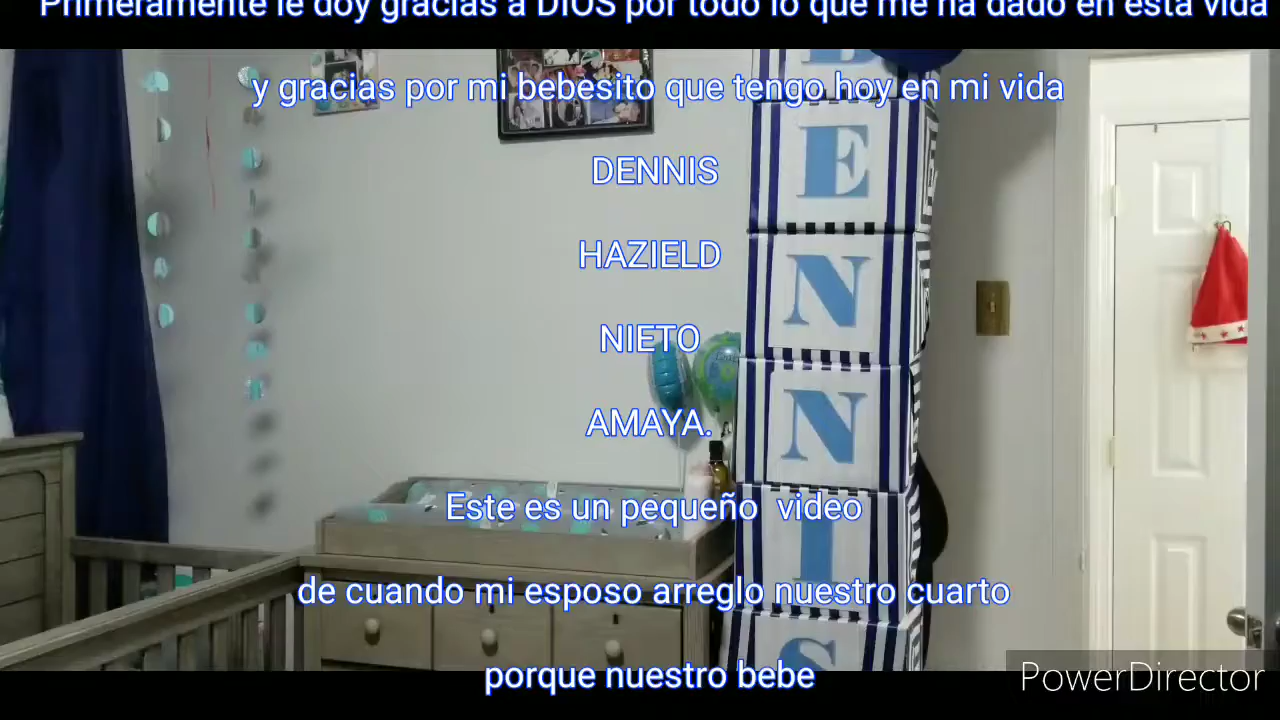 Primeramente le doy gracias a DIOS por todo lo que me ha dado en esta vida
y gracias por mi bebesito que tengo hoy en mi vida
DENNIS
HAZIELD
NIETO
AMAYA.
Este es un pequeño video
de cuando mi esposo arreglo nuestro cuarto
porque nuestro bebe
D
E
N
N
I
S
PowerDirector